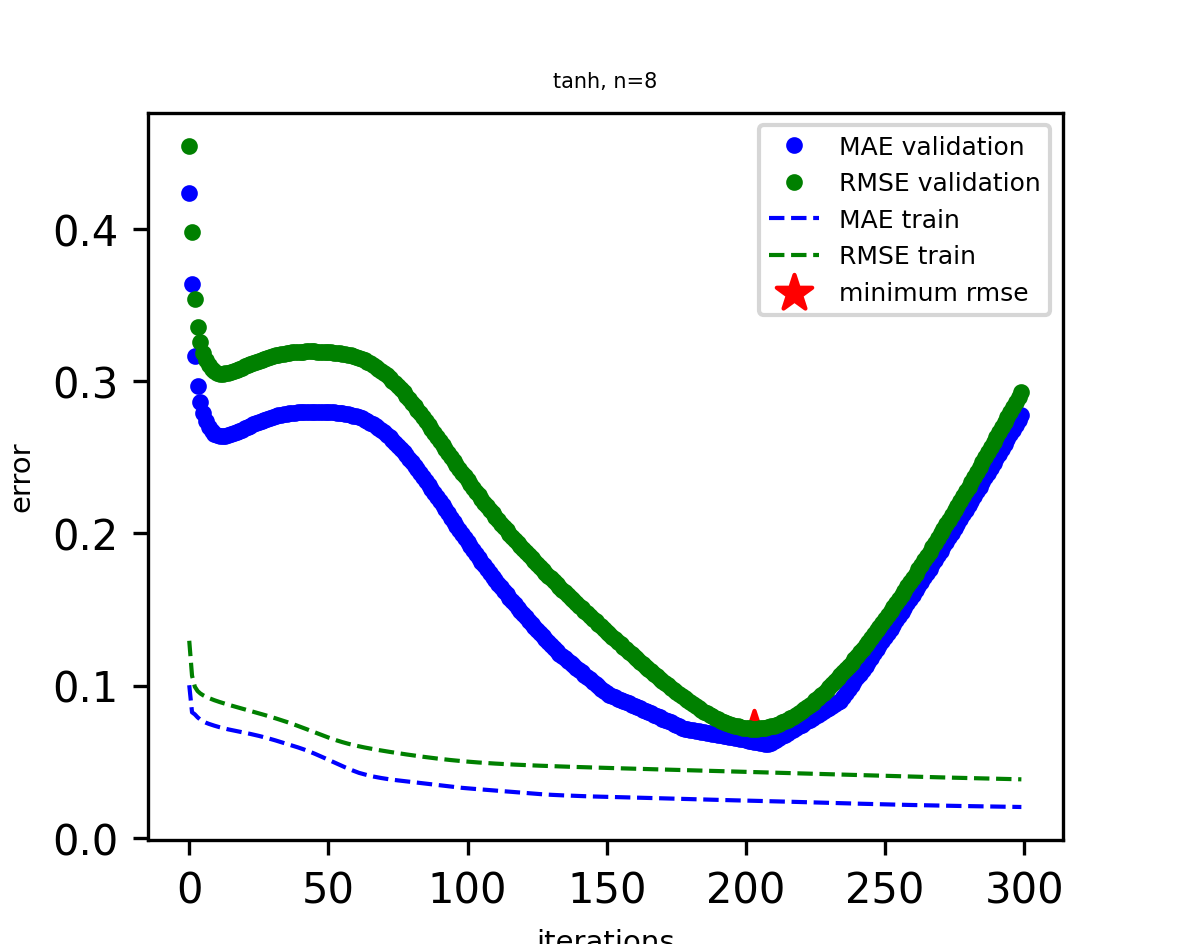 tanh, n=8
MAE validation
RMSE validation
MAE train
RMSE train
minimum rmse
error
0.4
0.3
0.2
0.1
0.0
0 50 100 150 200 250 300
iterations